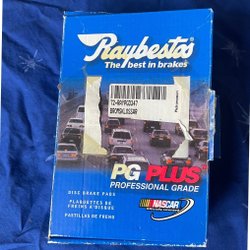 Raybestos
The best in brakes
PG PLUS
PROFESSIONAL GRADE
DISC BRAKE PADS
PLAQUETTES DE
FREINS A DISQUE
PASTILLAS DE FRENO
NASCAR